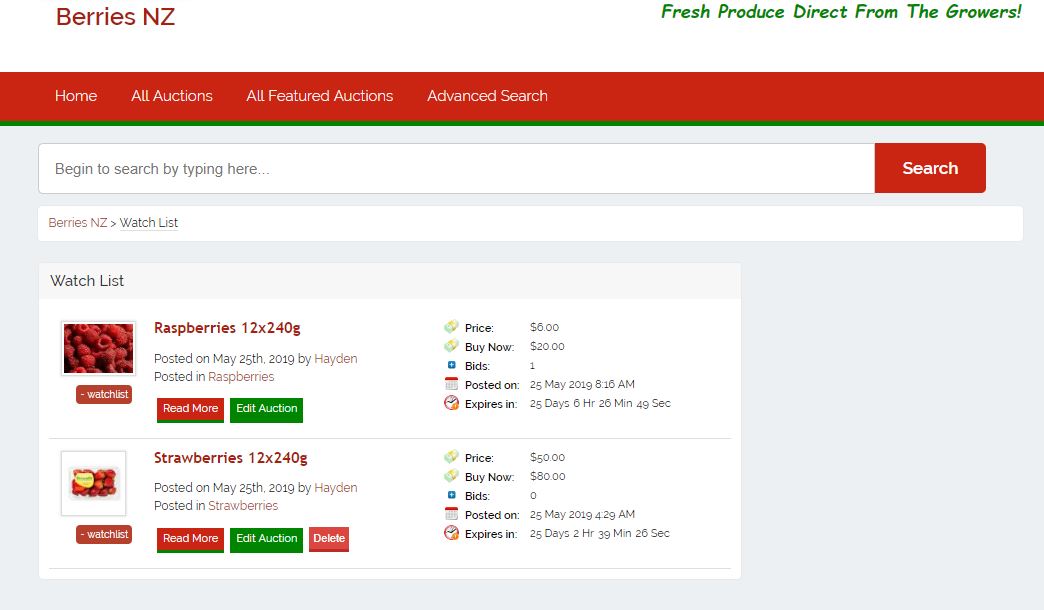 Berries NZ
Fresh Produce Direct From The Growers!
Home All Auctions All Featured Auctions Advanced Search
Begin to search by typing here...
Search
Berries NZ > Watch List
Watch List
Raspberries 12x240g
Posted on May 25th, 2019 by Hayden
Posted in Raspberries
- watchlist
Read More Edit Auction
Price: $6.00
Buy Now: $20.00
Bids: 1
Posted on: 25 May 2019 8:16 AM
Expires in: 25 Days 6 Hr 26 Min 49 Sec
Strawberries 12x240g
Posted on May 25th, 2019 by Hayden
Posted in Strawberries
- watchlist
Read More Edit Auction Delete
Price: $50.00
Buy Now: $80.00
Bids: 0
Posted on: 25 May 2019 4:29 AM
Expires in: 25 Days 2 Hr 39 Min 26 Sec